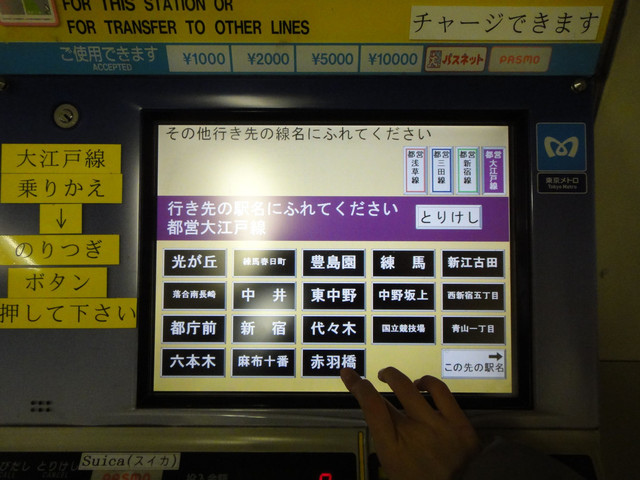 FOR THIS STATION OR
FOR TRANSFER TO OTHER LINES
チャージできます
ご使用できます
ACCEPTED
¥1000 ¥2000 ¥5000 ¥10000 パスネット PASMO
その他行き先の線名にふれてください
都営浅草線 都営三田線 都営新宿線 都営大江戸線
行き先の駅名にふれてください
都営大江戸線
とりけし
光が丘 練馬春日町 豊島園 練馬 新江古田
落合南長崎 中井 東中野 中野坂上 西新宿五丁目
都庁前 新宿 代々木 国立競技場 青山一丁目
六本木 麻布十番 赤羽橋 この先の駅名
大江戸線
乗りかえ
↓
のりつぎ
ボタン
押して下さい
東京メトロ
Tokyo Metro
とりけし
Suica(スイカ)
PASMO